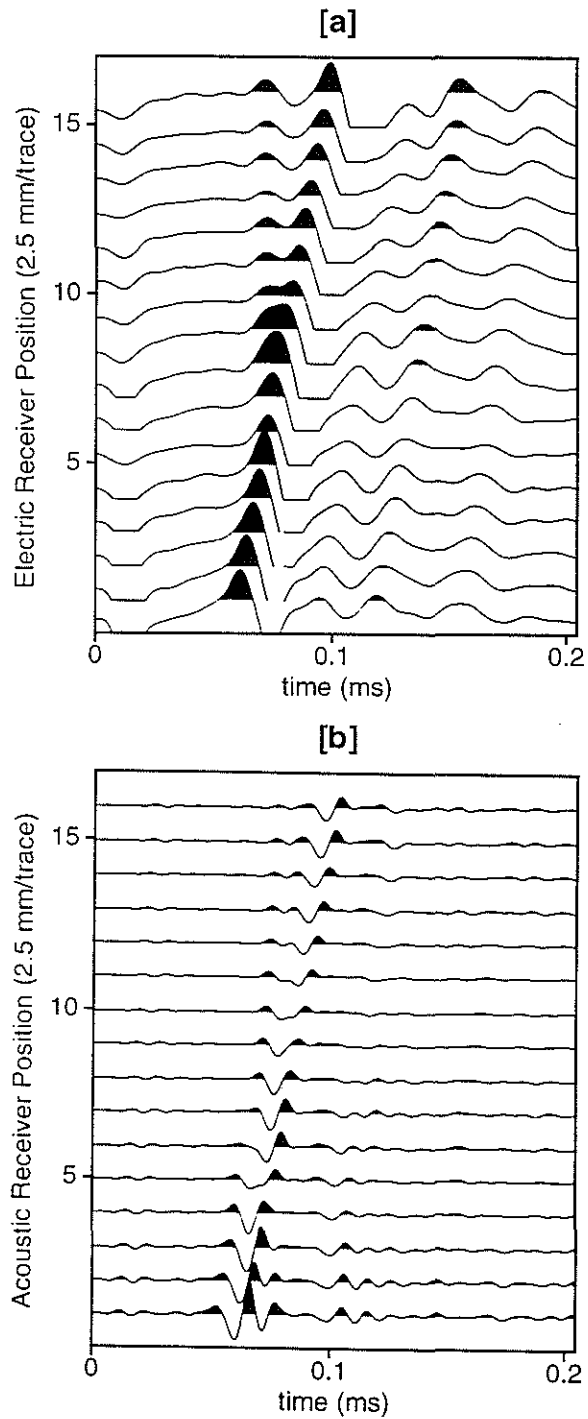 [a]
Electric Receiver Position (2.5 mm/trace)
15
10
5
0
0.1
0.2
time (ms)
[b]
Acoustic Receiver Position (2.5 mm/trace)
15
10
5
0
0.1
0.2
time (ms)